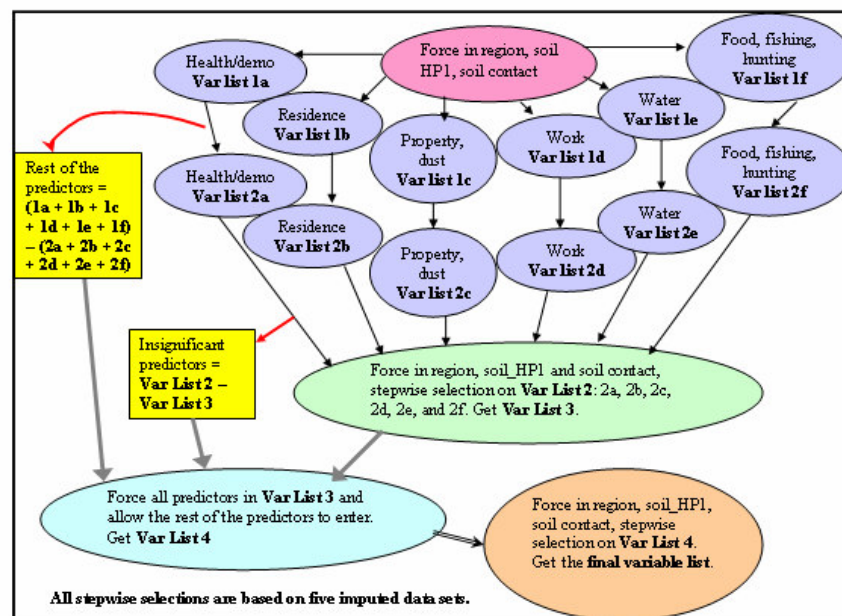 Force in region, soil
HP1, soil contact
Health/demo
Var list 1a
Residence
Var list 1b
Property,
dust
Var list 1c
Work
Var list 1d
Water
Var list 1e
Food, fishing,
hunting
Var list 1f
Rest of the
predictors =
(1a + 1b + 1c
+ 1d + 1e + 1f)
– (2a + 2b + 2c
+ 2d + 2e + 2f)
Health/demo
Var list 2a
Residence
Var list 2b
Property,
dust
Var list 2c
Work
Var list 2d
Water
Var list 2e
Food, fishing,
hunting
Var list 2f
Insignificant
predictors =
Var List 2 –
Var List 3
Force in region, soil_HP1 and soil contact,
stepwise selection on Var List 2: 2a, 2b, 2c,
2d, 2e, and 2f. Get Var List 3.
Force all predictors in Var List 3 and
allow the rest of the predictors to enter.
Get Var List 4
Force in region, soil_HP1,
soil contact, stepwise
selection on Var List 4.
Get the final variable list.
All stepwise selections are based on five imputed data sets.